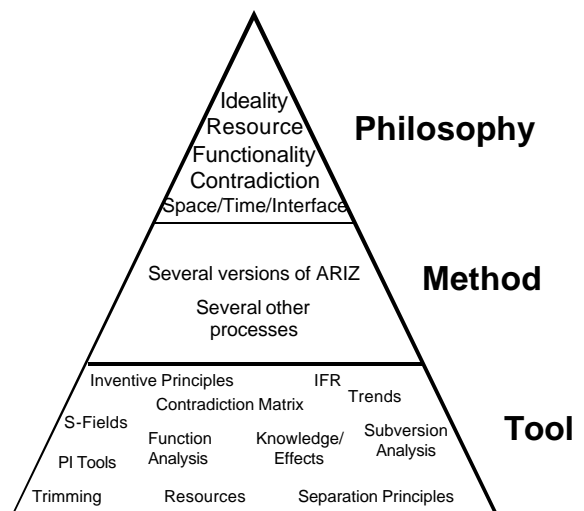 Ideality
Resource
Functionality
Contradiction
Space/Time/Interface
Philosophy
Several versions of ARIZ
Several other
processes
Method
Inventive Principles
IFR
Trends
Contradiction Matrix
S-Fields
Function
Analysis
Knowledge/
Effects
Subversion
Analysis
PI Tools
Trimming
Resources
Separation Principles
Tool